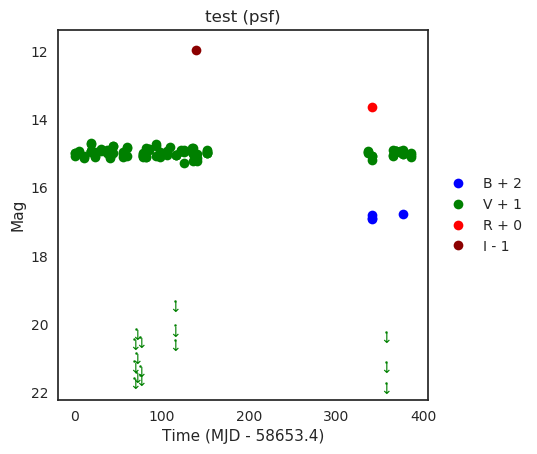 test (psf)
Mag
12
14
16
18
20
22
0
100
200
300
400
Time (MJD - 58653.4)
B + 2
V + 1
R + 0
I - 1